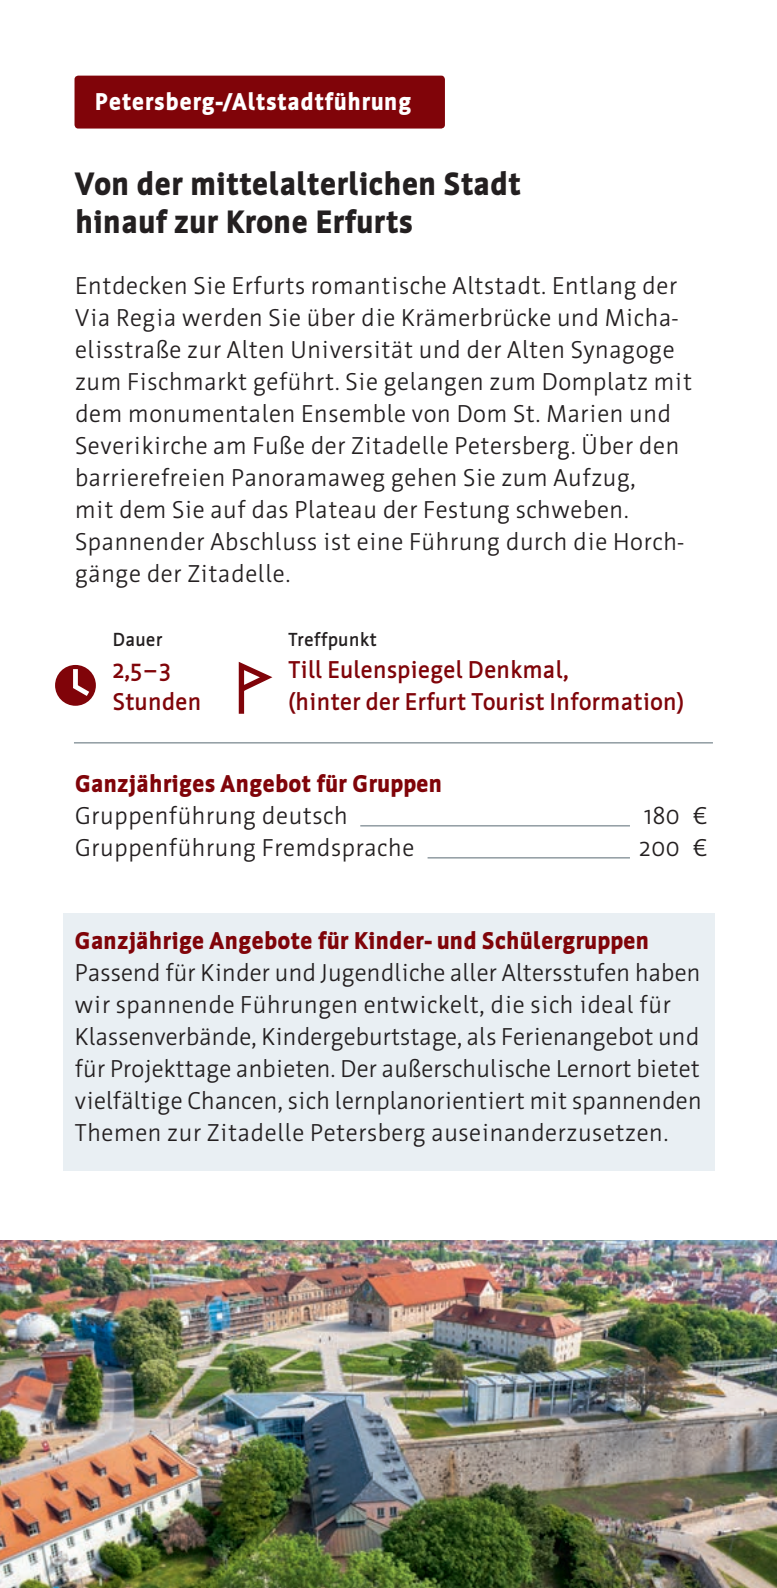 Petersberg-/Altstadtführung
Von der mittelalterlichen Stadt
hinauf zur Krone Erfurts
Entdecken Sie Erfurts romantische Altstadt. Entlang der
Via Regia werden Sie über die Krämerbrücke und Micha-
elisstraße zur Alten Universität und der Alten Synagoge
zum Fischmarkt geführt. Sie gelangen zum Domplatz mit
dem monumentalen Ensemble von Dom St. Marien und
Severikirche am Fuße der Zitadelle Petersberg. Über den
barrierefreien Panoramaweg gehen Sie zum Aufzug,
mit dem Sie auf das Plateau der Festung schweben.
Spannender Abschluss ist eine Führung durch die Horch-
gänge der Zitadelle.
Dauer
2,5–3
Stunden
Treffpunkt
Till Eulenspiegel Denkmal,
(hinter der Erfurt Tourist Information)
Ganzjähriges Angebot für Gruppen
Gruppenführung deutsch 180 €
Gruppenführung Fremdsprache 200 €
Ganzjährige Angebote für Kinder- und Schülergruppen
Passend für Kinder und Jugendliche aller Altersstufen haben
wir spannende Führungen entwickelt, die sich ideal für
Klassenverbände, Kindergeburtstage, als Ferienangebot und
für Projekttage anbieten. Der außerschulische Lernort bietet
vielfältige Chancen, sich lernplanorientiert mit spannenden
Themen zur Zitadelle Petersberg auseinanderzusetzen.